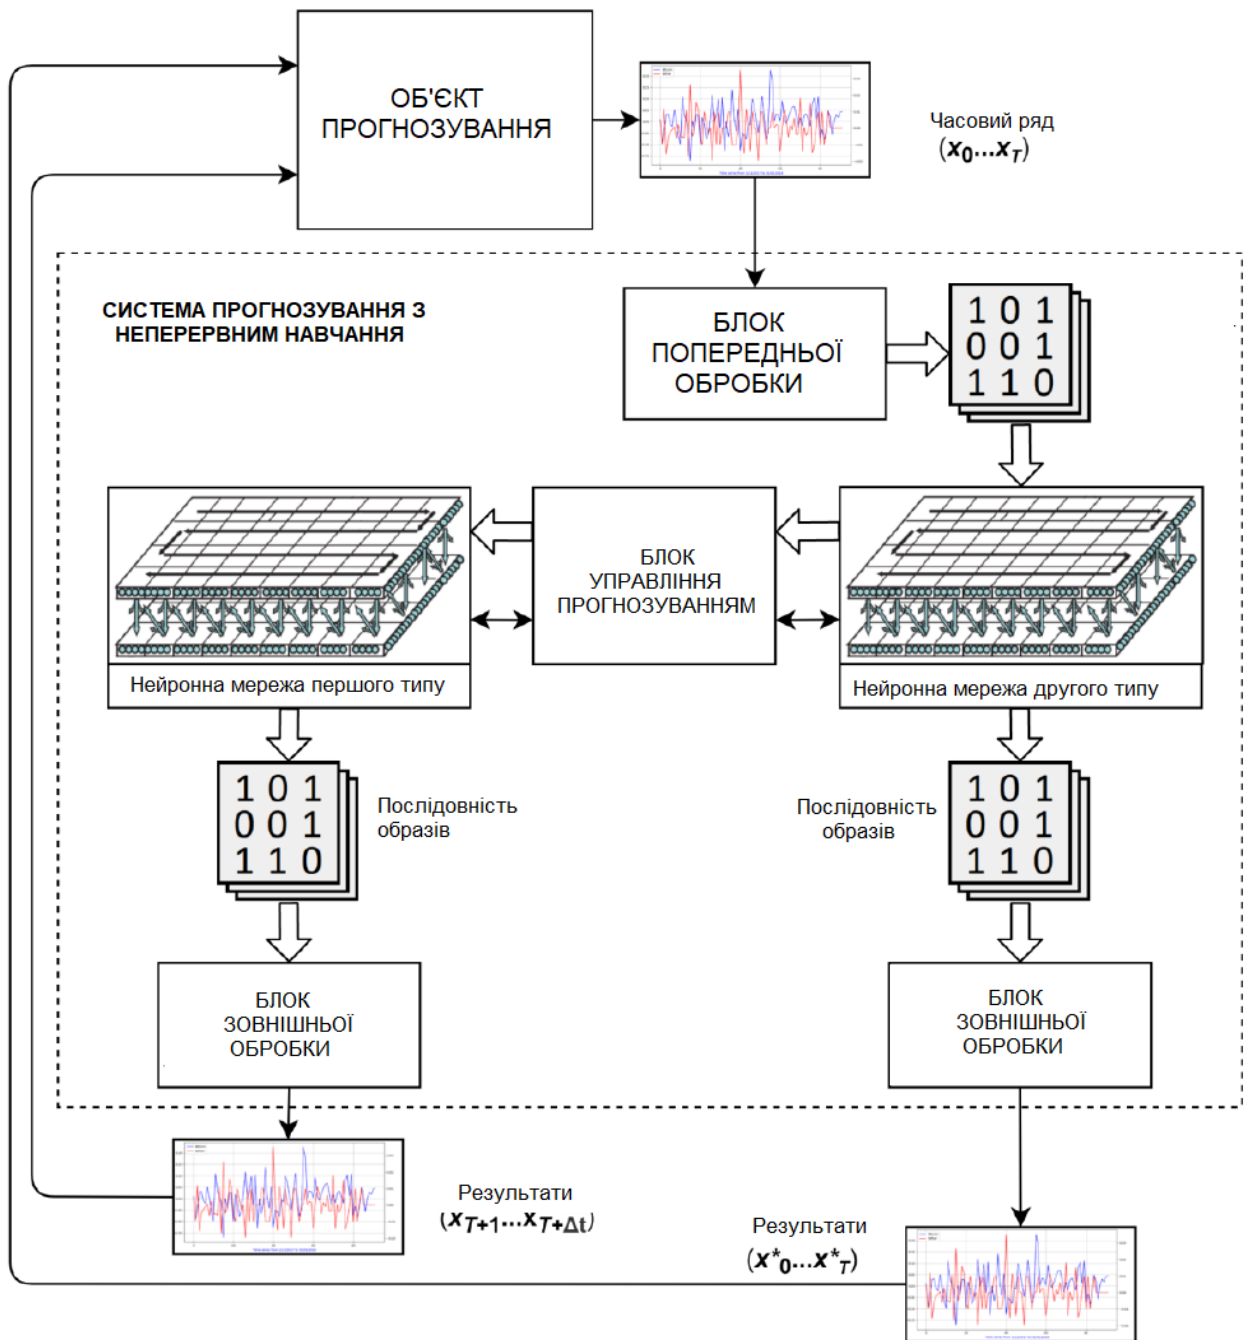 ОБ'ЄКТ
ПРОГНОЗУВАННЯ
Часовий ряд
(x0...xT)
СИСТЕМА ПРОГНОЗУВАННЯ З
НЕПЕРЕРВНИМ НАВЧАННЯ
БЛОК
ПОПЕРЕДНЬОЇ
ОБРОБКИ
1 0 1
0 0 1
1 1 0
БЛОК
УПРАВЛІННЯ
ПРОГНОЗУВАННЯМ
Нейронна мережа першого типу
Нейронна мережа другого типу
1 0 1
0 0 1
1 1 0
Послідовність
образів
Послідовність
образів
1 0 1
0 0 1
1 1 0
БЛОК
ЗОВНІШНЬОЇ
ОБРОБКИ
БЛОК
ЗОВНІШНЬОЇ
ОБРОБКИ
Результати
(xT+1...xT+Δt)
Результати
(x*0...x*T)